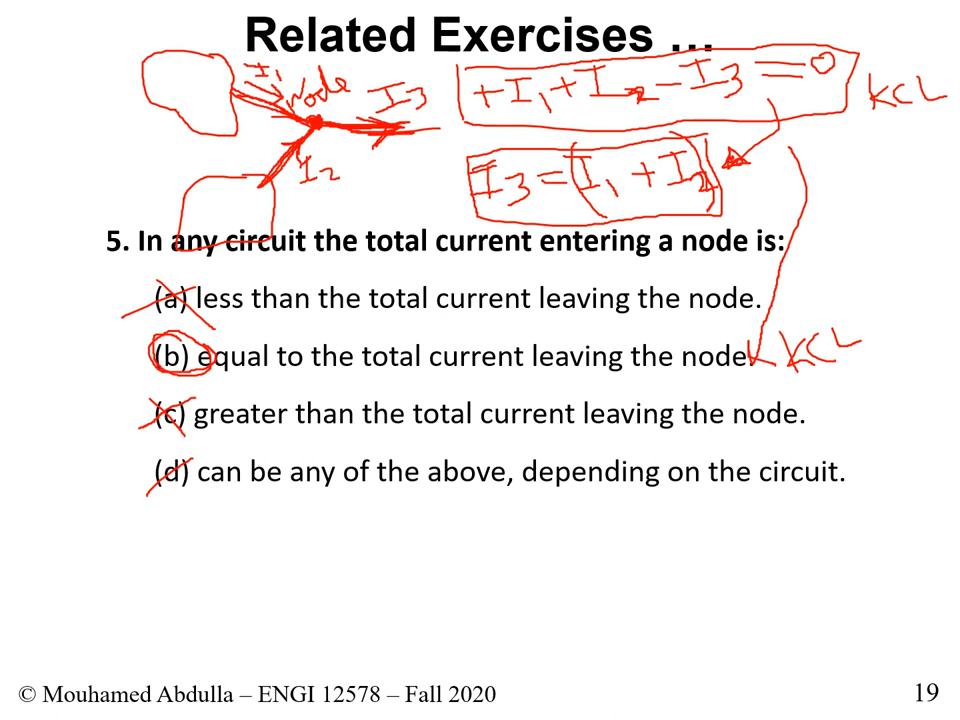 Related Exercises ...
I1
Node
I3
+I1 + I2 - I3 = 0
KCL
I2
I3 = (I1 + I2)
5. In any circuit the total current entering a node is:
(a) less than the total current leaving the node.
(b) equal to the total current leaving the node.
KCL
(c) greater than the total current leaving the node.
(d) can be any of the above, depending on the circuit.
© Mouhamed Abdulla – ENGI 12578 – Fall 2020
19